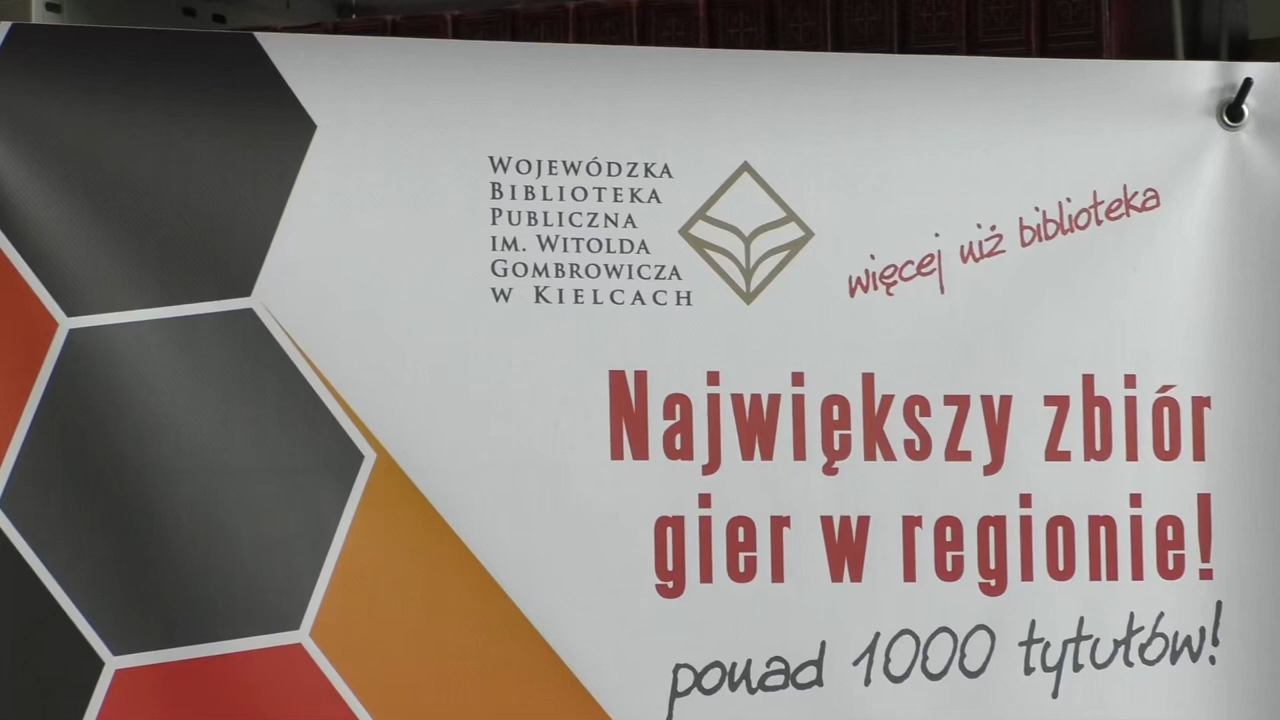 Wojewódzka
Biblioteka
Publiczna
im. Witolda
Gombrowicza
w Kielcach
więcej niż biblioteka
Największy zbiór
gier w regionie!
ponad 1000 tytułów!